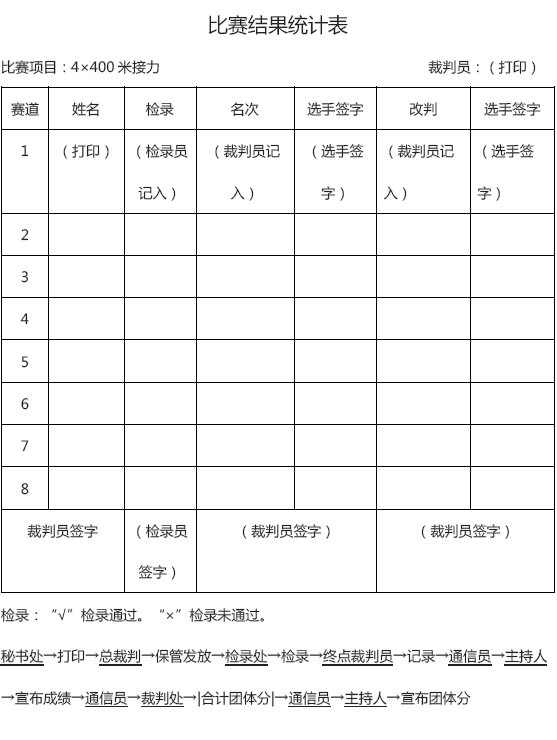 比赛结果统计表
比赛项目：4×400 米接力 裁判员：（打印）
赛道 姓名 检录 名次 选手签字 改判 选手签字
1 （打印） （检录员 （裁判员记 （选手签 （裁判员记 （选手签
记入） 入） 字） 入） 字）
2
3
4
5
6
7
8
裁判员签字 （检录员 （裁判员签字） （裁判员签字）
签字）
检录：“√”检录通过。“×”检录未通过。
秘书处→打印→总裁判→保管发放→检录处→检录→终点裁判员→记录→通信员→主持人
→宣布成绩→通信员→裁判处→|合计团体分|→通信员→主持人→宣布团体分